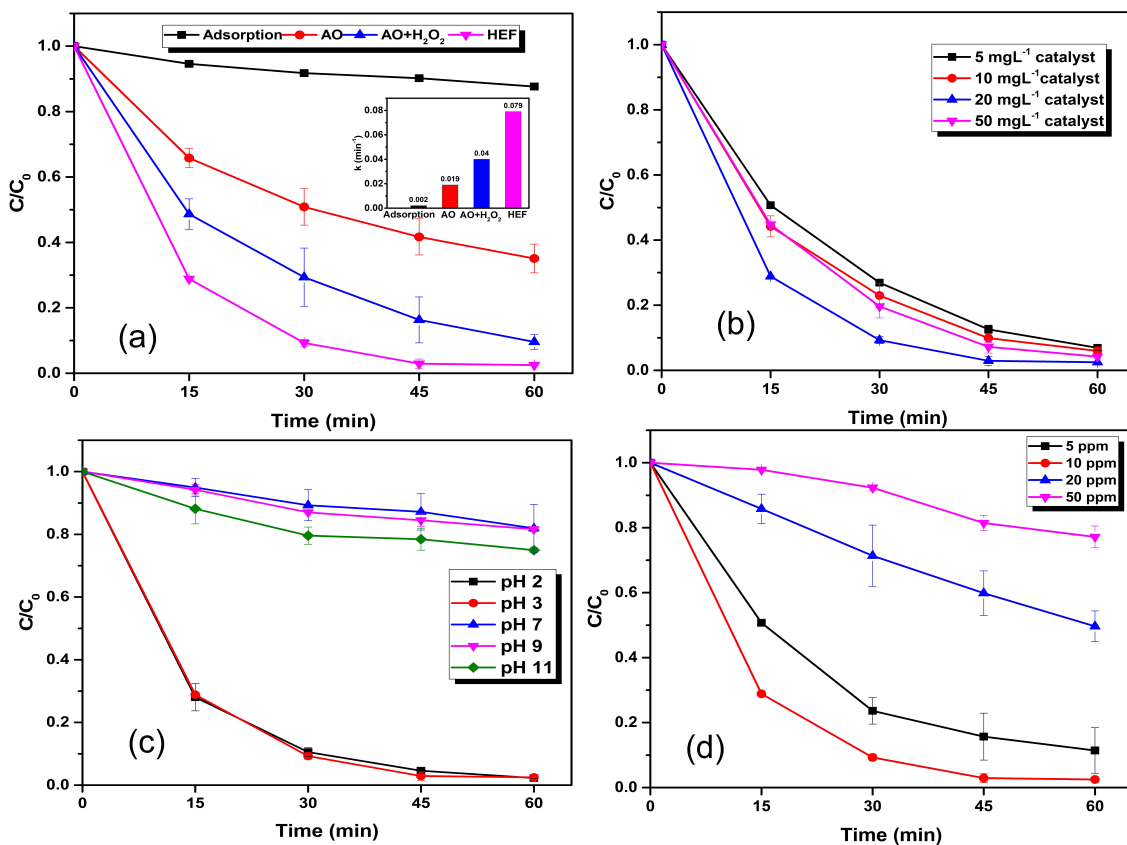 Adsorption AO AO+H₂O₂ HEF
1.0
0.8
0.6
0.4
0.2
0.0
C/C₀
0 15 30 45 60
Time (min)
(a)
0.08
0.06
0.04
0.02
0.00
k (min⁻¹)
0.002
0.019
0.04
0.079
Adsorption AO AO+H₂O₂ HEF
5 mgL⁻¹ catalyst
10 mgL⁻¹catalyst
20 mgL⁻¹ catalyst
50 mgL⁻¹ catalyst
1.0
0.8
0.6
0.4
0.2
0.0
C/C₀
0 15 30 45 60
Time (min)
(b)
1.0
0.8
0.6
0.4
0.2
0.0
C/C₀
pH 2
pH 3
pH 7
pH 9
pH 11
(c)
0 15 30 45 60
Time (min)
5 ppm
10 ppm
20 ppm
50 ppm
1.0
0.8
0.6
0.4
0.2
0.0
C/C₀
(d)
0 15 30 45 60
Time (min)